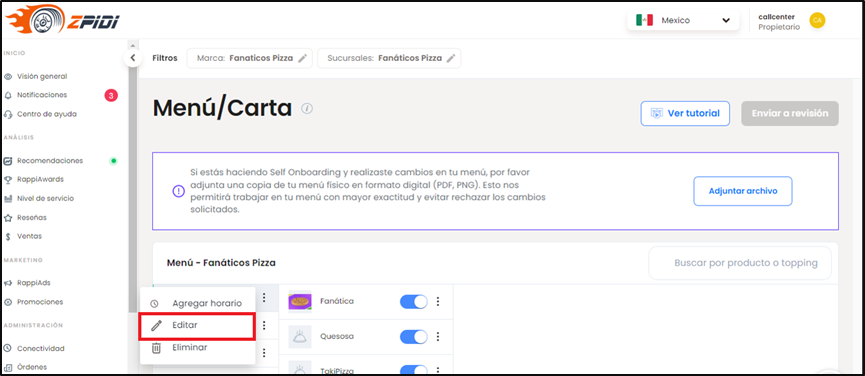 ZPIDI
Mexico
callcenter
Propietario
CA
INICIO
Visión general
Notificaciones
3
Centro de ayuda
ANÁLISIS
Recomendaciones
RappiAwards
Nivel de servicio
Reseñas
Ventas
MARKETING
RappiAds
Promociones
ADMINISTRACIÓN
Conectividad
Órdenes
Filtros
Marca: Fanaticos Pizza
Sucursales: Fanáticos Pizza
Menú/Carta
Ver tutorial
Enviar a revisión
Si estás haciendo Self Onboarding y realizaste cambios en tu menú, por favor
adjunta una copia de tu menú físico en formato digital (PDF, PNG). Esto nos
permitirá trabajar en tu menú con mayor exactitud y evitar rechazar los cambios
solicitados.
Adjuntar archivo
Menú - Fanáticos Pizza
Buscar por producto o topping
Agregar horario
Editar
Eliminar
Fanática
Quesosa
TakiPizza